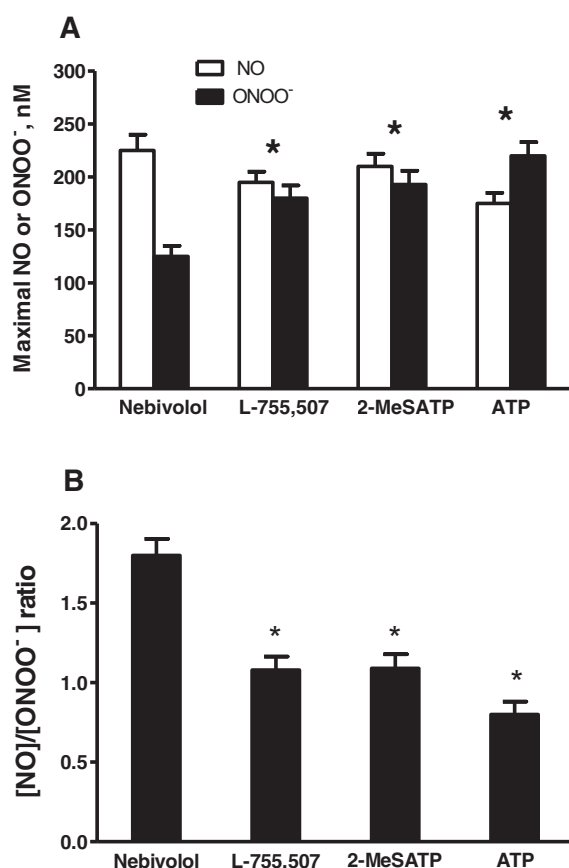 A
Maximal NO or ONOO⁻, nM
300
250
200
150
100
50
0
NO
ONOO⁻
*
*
*
Nebivolol
L-755,507
2-MeSATP
ATP
B
[NO]/[ONOO⁻] ratio
2.0
1.5
1.0
0.5
0.0
*
*
*
Nebivolol
L-755,507
2-MeSATP
ATP